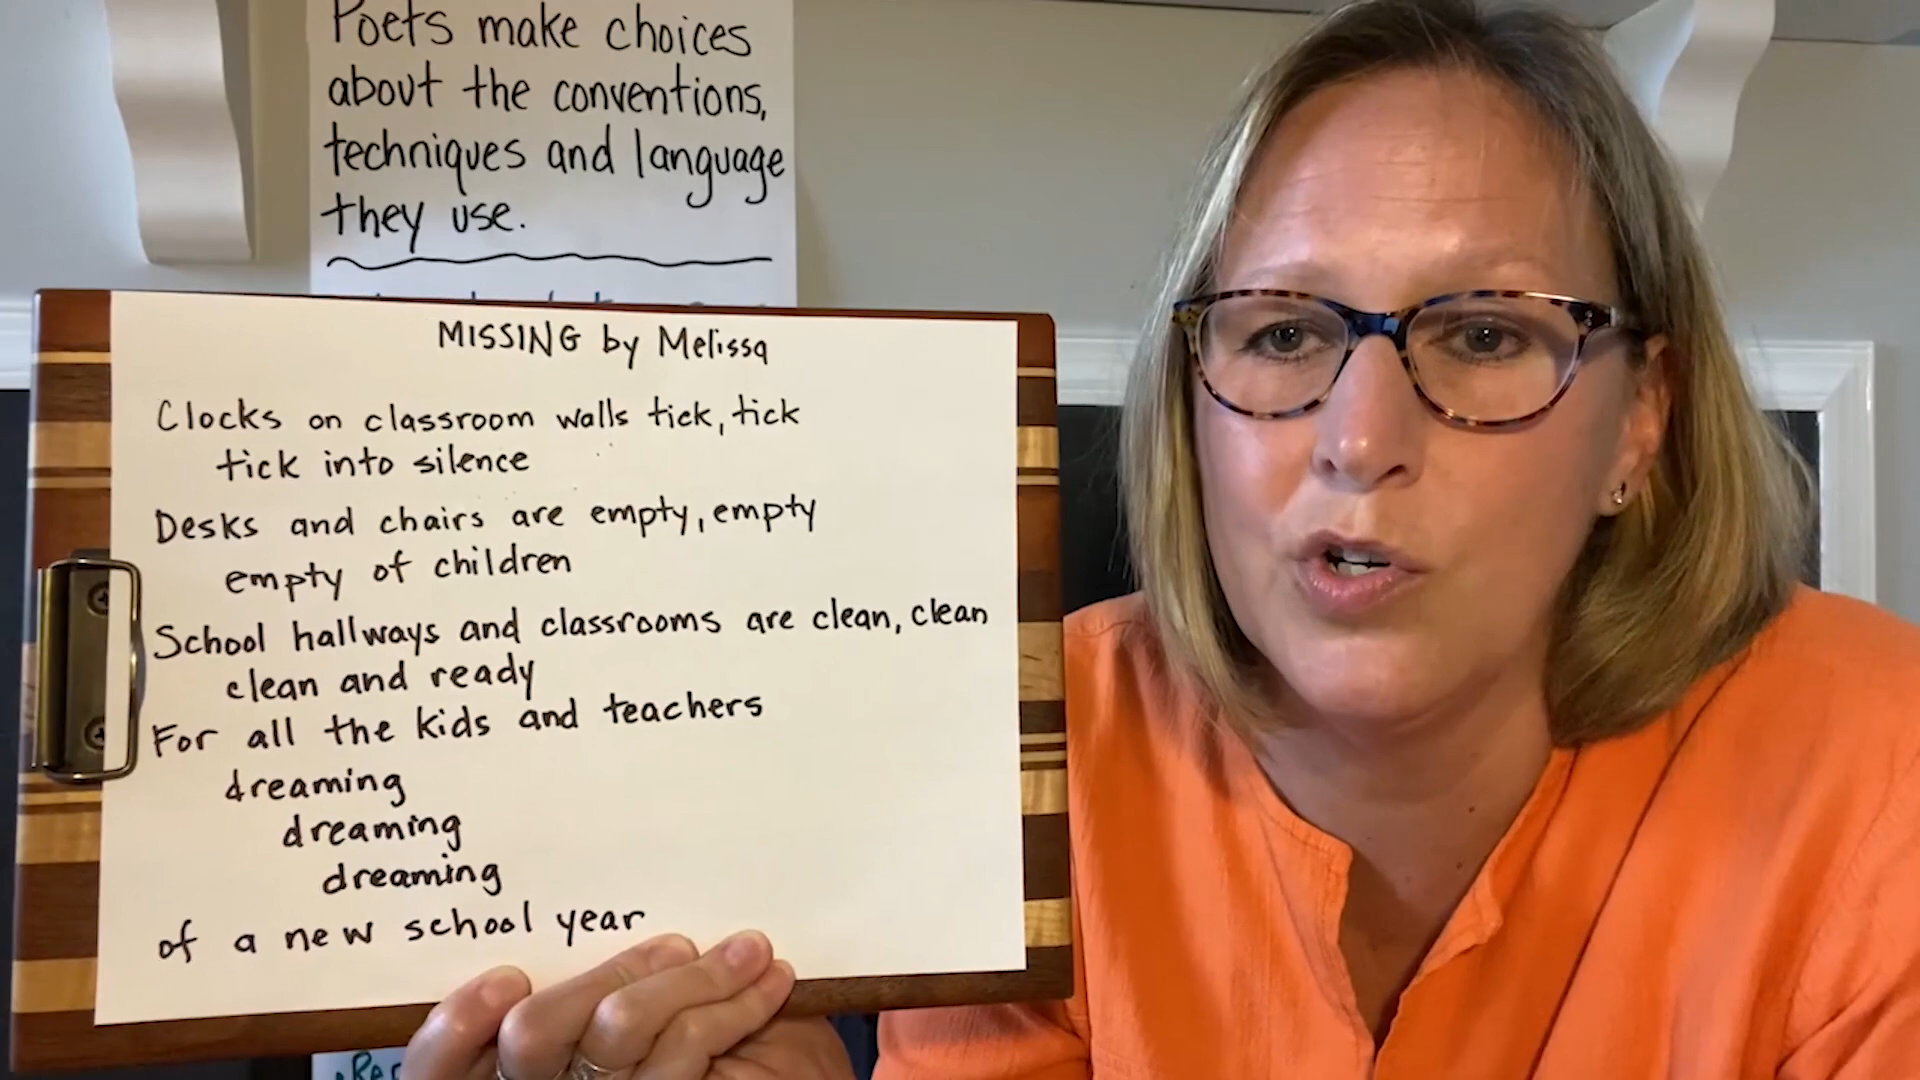 Poets make choices
about the conventions,
techniques and language
they use.
MISSING by Melissa
Clocks on classroom walls tick, tick
tick into silence
Desks and chairs are empty, empty
empty of children
School hallways and classrooms are clean, clean
clean and ready
For all the kids and teachers
dreaming
dreaming
dreaming
of a new school year